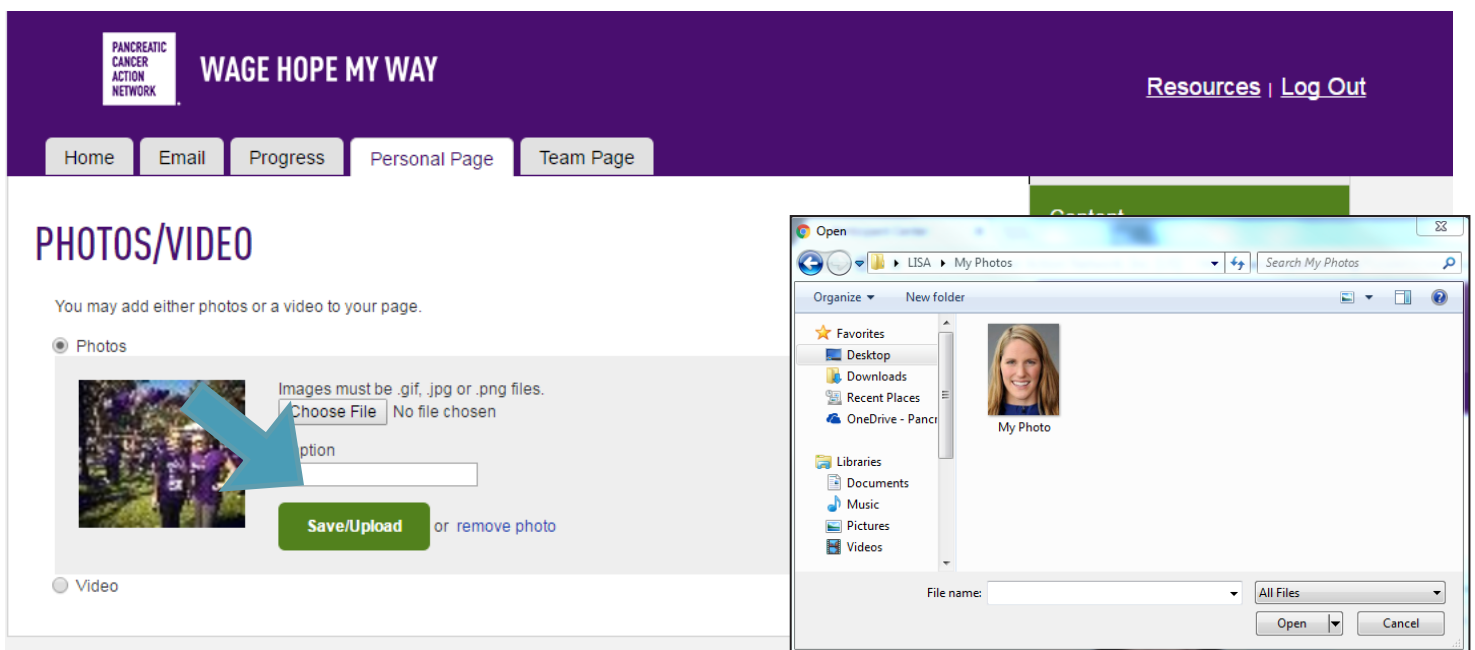 PANCREATIC
CANCER
ACTION
NETWORK
WAGE HOPE MY WAY
Resources | Log Out
Home Email Progress Personal Page Team Page
PHOTOS/VIDEO
You may add either photos or a video to your page.
Photos
Images must be .gif, .jpg or .png files.
Choose File No file chosen
ption
Save/Upload or remove photo
Video
Content
Open
LISA ▸ My Photos
Search My Photos
Organize New folder
Favorites
Desktop
Downloads
Recent Places
OneDrive - Pancr
Libraries
Documents
Music
Pictures
Videos
My Photo
File name:
All Files
Open Cancel